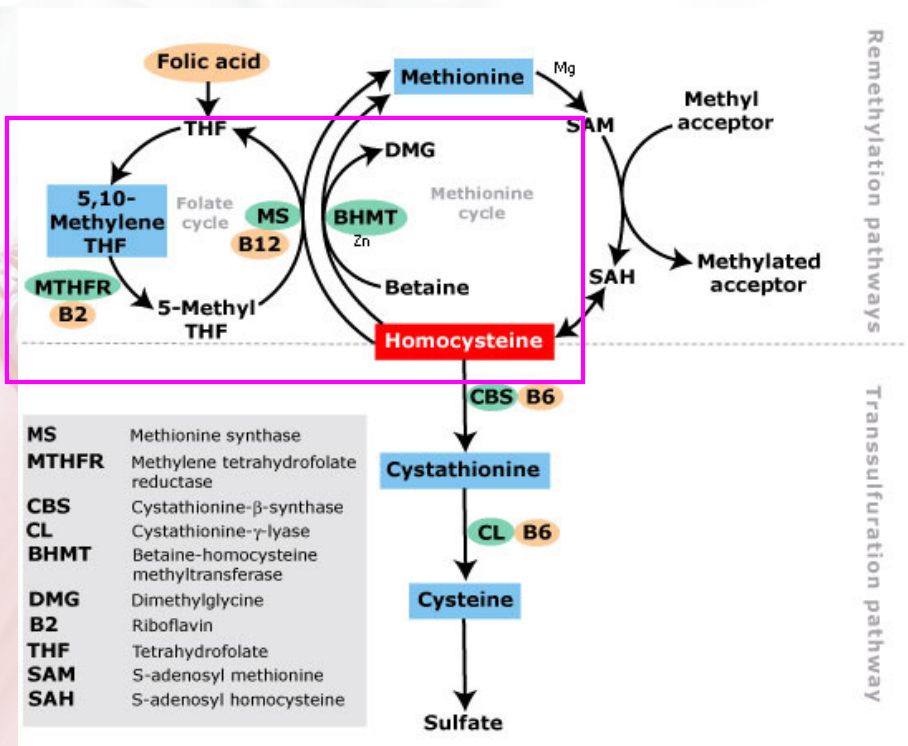 Folic acid
Methionine
Mg
THF
SAM
Methyl
acceptor
DMG
5,10-
Methylene
THF
Folate
cycle
MS
B12
BHMT
Zn
Methionine
cycle
MTHFR
B2
5-Methyl
THF
Betaine
SAH
Methylated
acceptor
Homocysteine
Remethylation pathways
CBS B6
Cystathionine
CL B6
Cysteine
Sulfate
Transsulfuration pathway
MS Methionine synthase
MTHFR Methylene tetrahydrofolate
reductase
CBS Cystathionine-β-synthase
CL Cystathionine-γ-lyase
BHMT Betaine-homocysteine
methyltransferase
DMG Dimethylglycine
B2 Riboflavin
THF Tetrahydrofolate
SAM S-adenosyl methionine
SAH S-adenosyl homocysteine